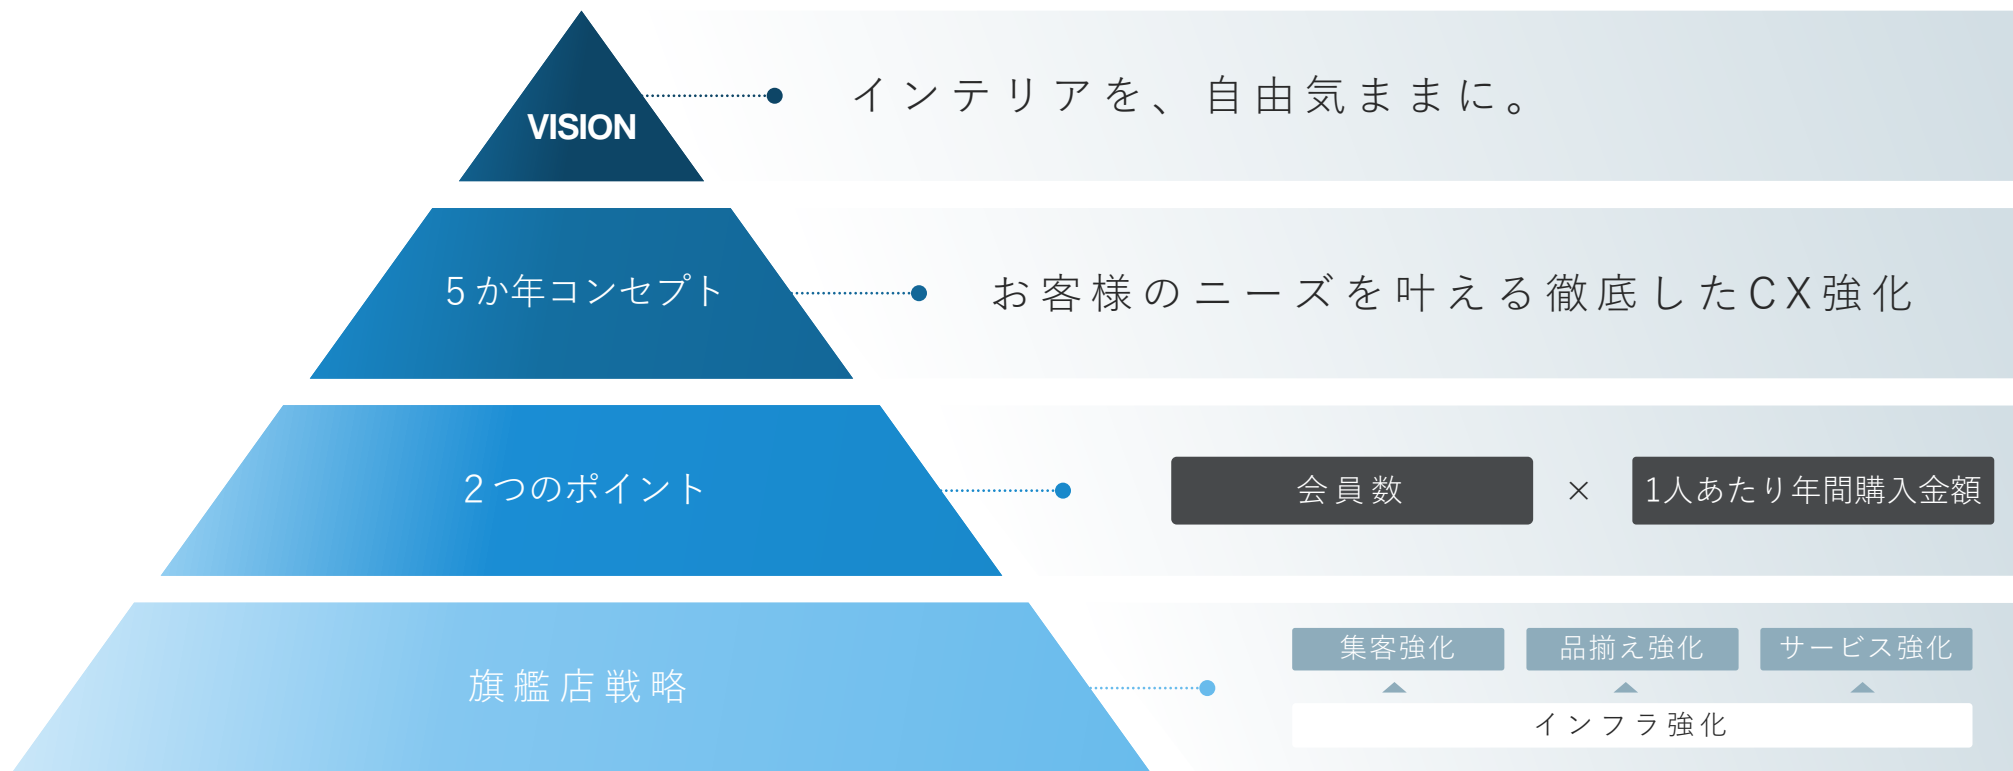 VISION
インテリアを、自由気ままに。
5か年コンセプト
お客様のニーズを叶える徹底したCX強化
2つのポイント
会員数 × 1人あたり年間購入金額
旗艦店戦略
集客強化 品揃え強化 サービス強化
インフラ強化